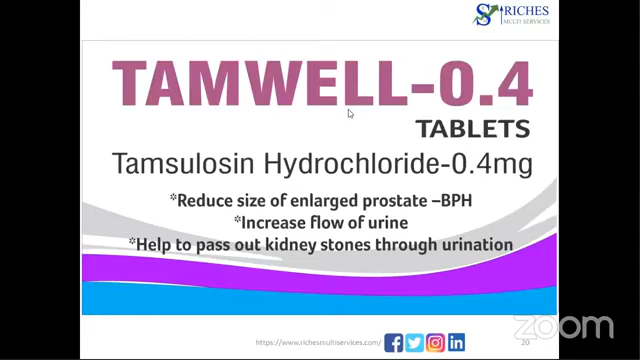 S RICHES
MULTI SERVICES
TAMWELL-0.4
TABLETS
Tamsulosin Hydrochloride-0.4mg
*Reduce size of enlarged prostate –BPH
*Increase flow of urine
*Help to pass out kidney stones through urination
https://www.richesmultiservices.com/
20
zoom